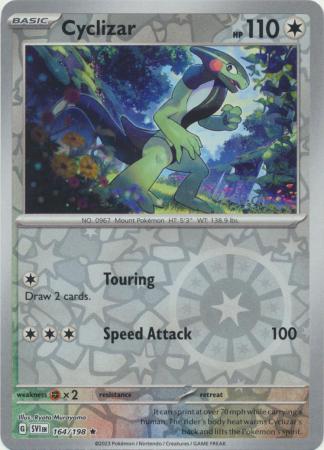 BASIC
Cyclizar
HP 110
NO. 0967 Mount Pokémon HT: 5'3" WT: 138.9 lbs.
Touring
Draw 2 cards.
Speed Attack 100
weakness ×2 resistance retreat
Illus. Ryota Murayama
G SVI EN 164/198 ★
It can sprint at over 70 mph while carrying a
human. The rider's body heat warms Cyclizar's
back and lifts the Pokémon's spirit.
©2023 Pokémon / Nintendo / Creatures / GAME FREAK